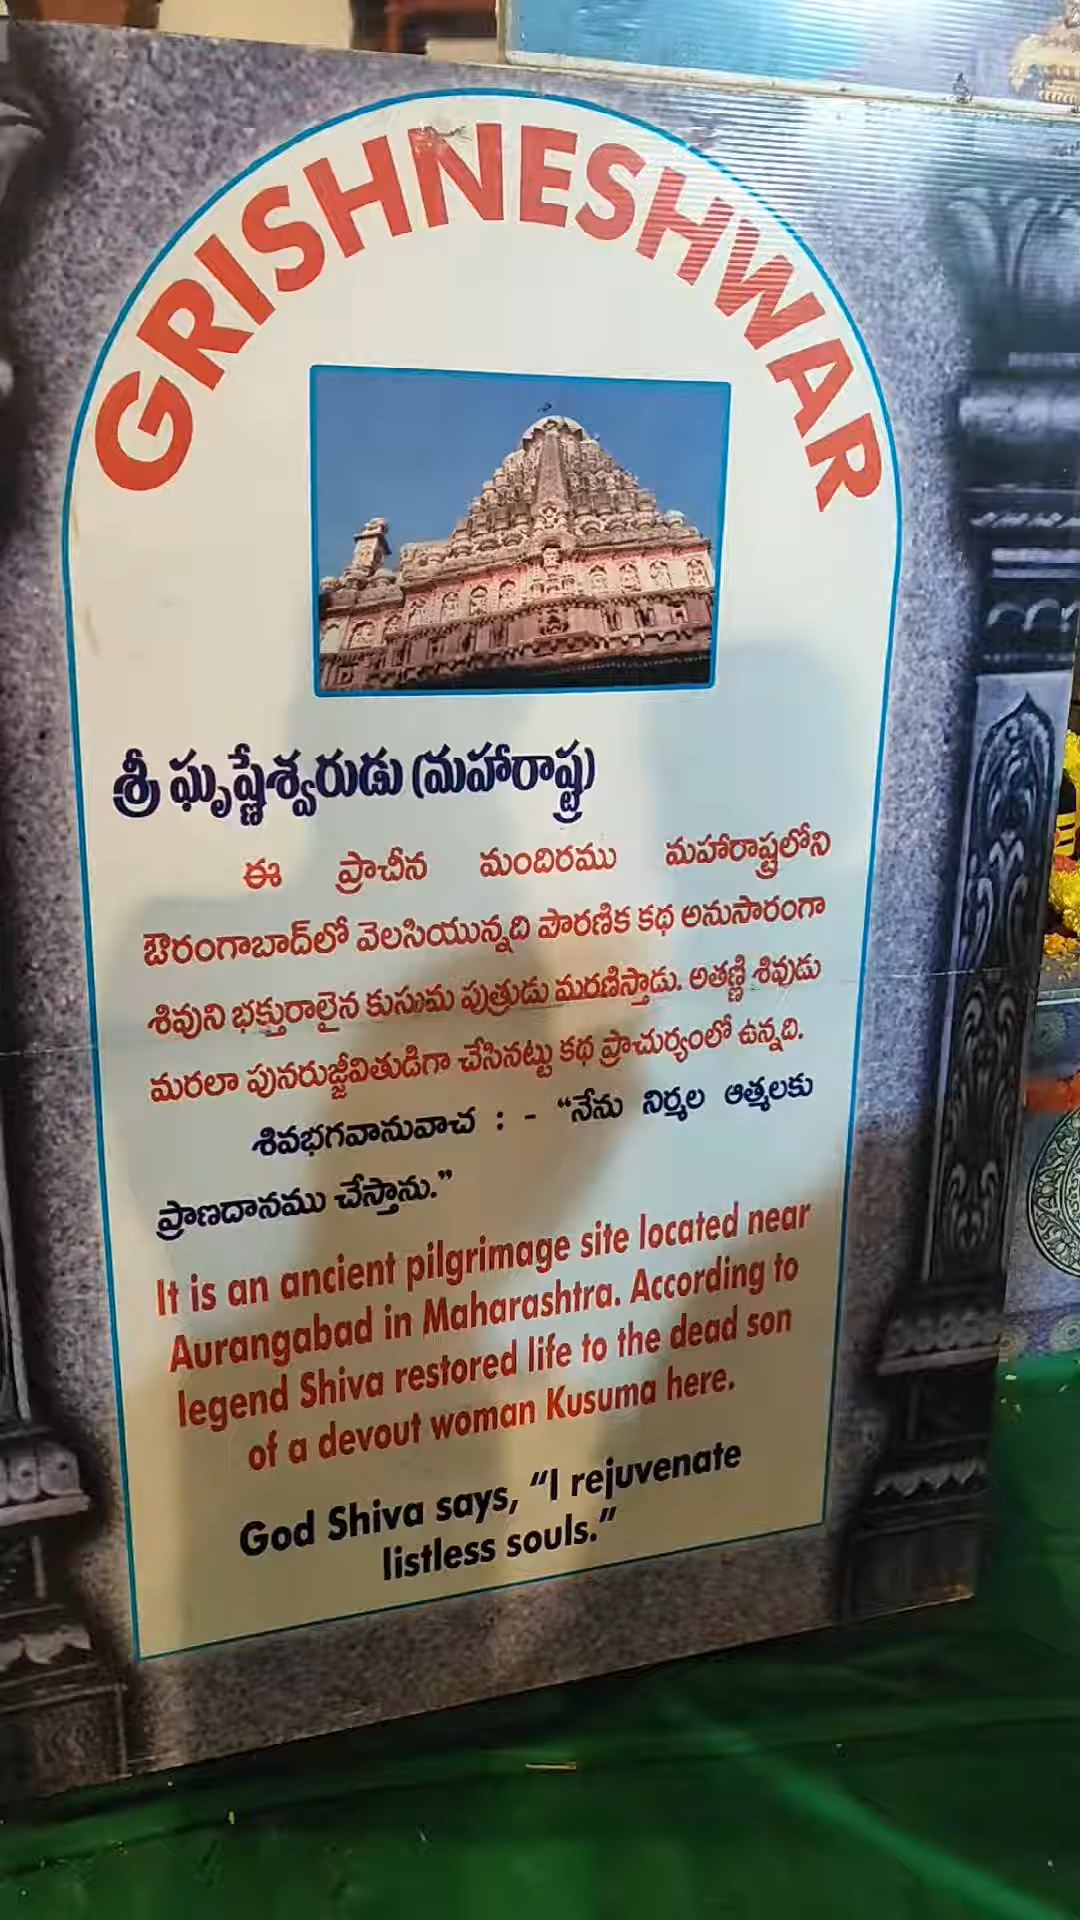 GRISHNESHWAR
శ్రీ ఘృష్ణేశ్వరుడు (మహారాష్ట్ర)
ఈ ప్రాచీన మందిరము మహారాష్ట్రలోని
ఔరంగాబాద్‌లో వెలసియున్నది పౌరణిక కథ అనుసారంగా
శివుని భక్తురాలైన కుసుమ పుత్రుడు మరణిస్తాడు. అతణ్ణి శివుడు
మరలా పునరుజ్జీవితుడిగా చేసినట్టు కథ ప్రాచుర్యంలో ఉన్నది.
శివభగవానువాచ : - “నేను నిర్మల ఆత్మలకు
ప్రాణదానము చేస్తాను.”
It is an ancient pilgrimage site located near
Aurangabad in Maharashtra. According to
legend Shiva restored life to the dead son
of a devout woman Kusuma here.
God Shiva says, “I rejuvenate
listless souls.”